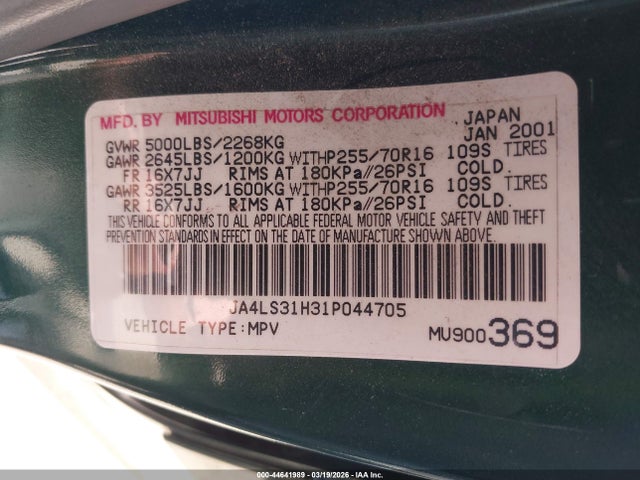 MFD. BY MITSUBISHI MOTORS CORPORATION JAPAN
GVWR 5000LBS/2268KG JAN 2001
GAWR 2645LBS/1200KG WITHP255/70R16 109S TIRES
FR 16X7JJ RIMS AT 180KPa//26PSI COLD.
GAWR 3525LBS/1600KG WITHP255/70R16 109S TIRES
RR 16X7JJ RIMS AT 180KPa//26PSI COLD.
THIS VEHICLE CONFORMS TO ALL APPLICABLE FEDERAL MOTOR VEHICLE SAFETY AND THEFT
PREVENTION STANDARDS IN EFFECT ON THE DATE OF MANUFACTURE SHOWN ABOVE.
JA4LS31H31P044705
VEHICLE TYPE:MPV MU900369
ID: 00-44641989 - 03/19/2026 - IAA Inc.